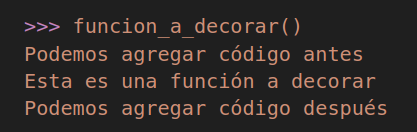 >>> funcion_a_decorar()
Podemos agregar código antes
Esta es una función a decorar
Podemos agregar código después